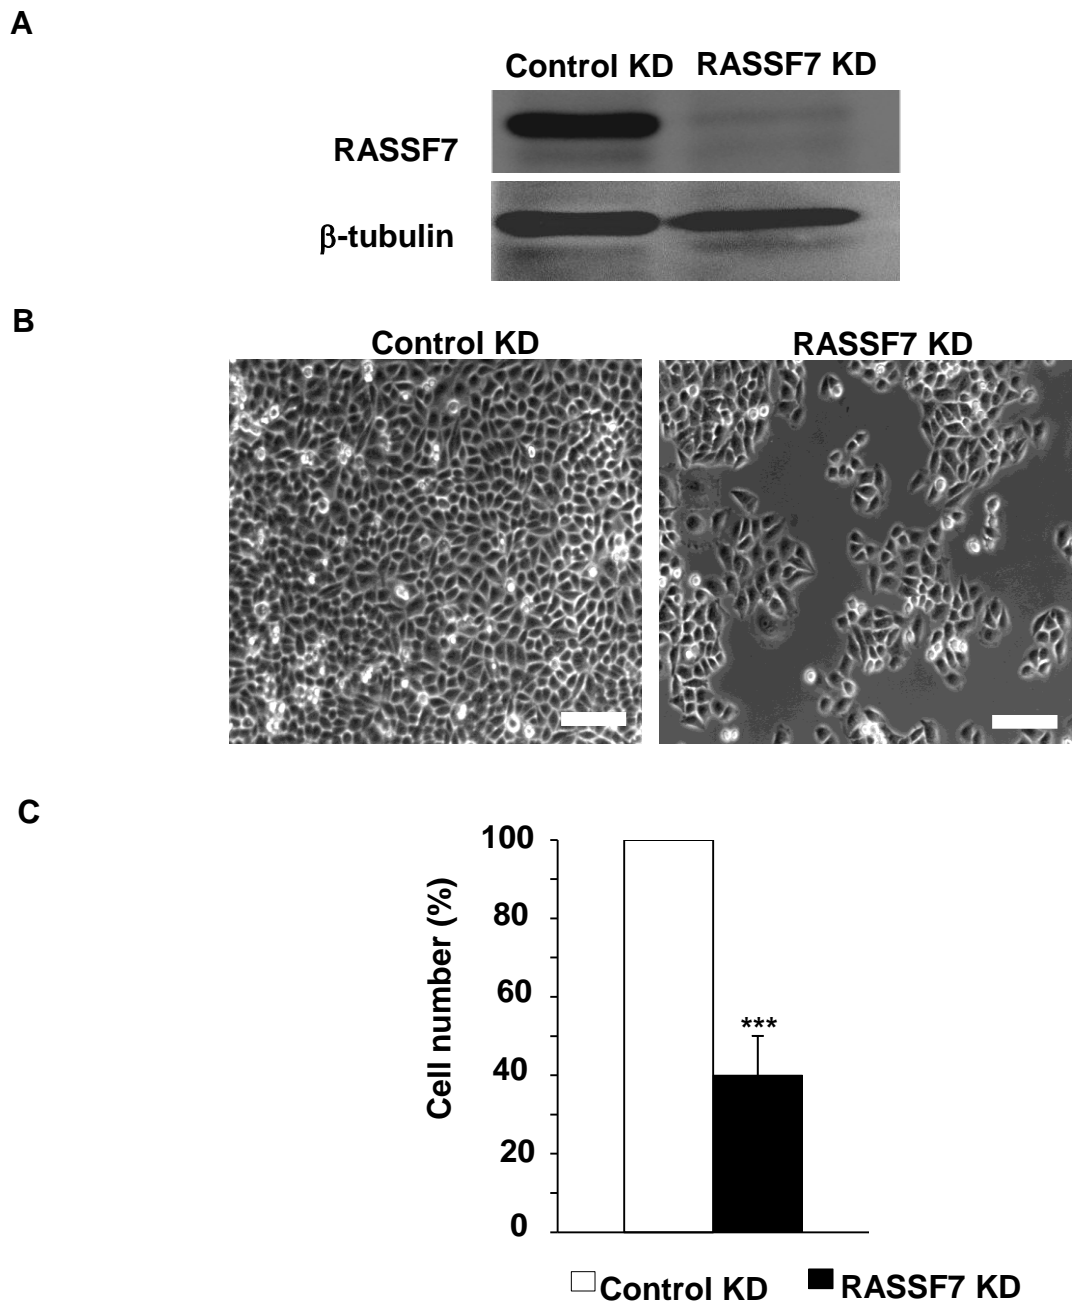 A
Control KD RASSF7 KD
RASSF7
β-tubulin
B
Control KD RASSF7 KD
C
Cell number (%)
100
80
60
40
20
0
***
Control KD RASSF7 KD